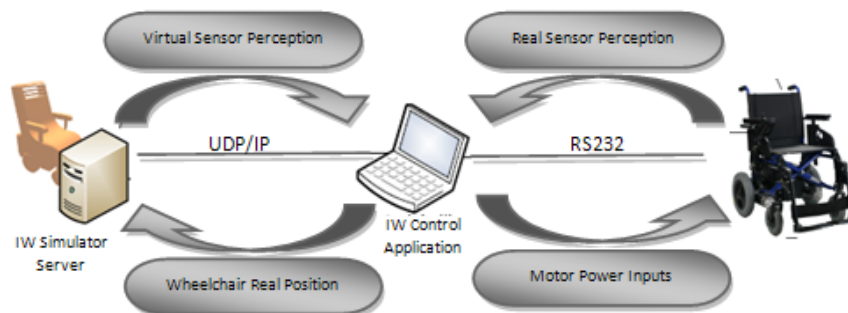 Virtual Sensor Perception
Real Sensor Perception
UDP/IP
RS232
IW Simulator
Server
IW Control
Application
Wheelchair Real Position
Motor Power Inputs